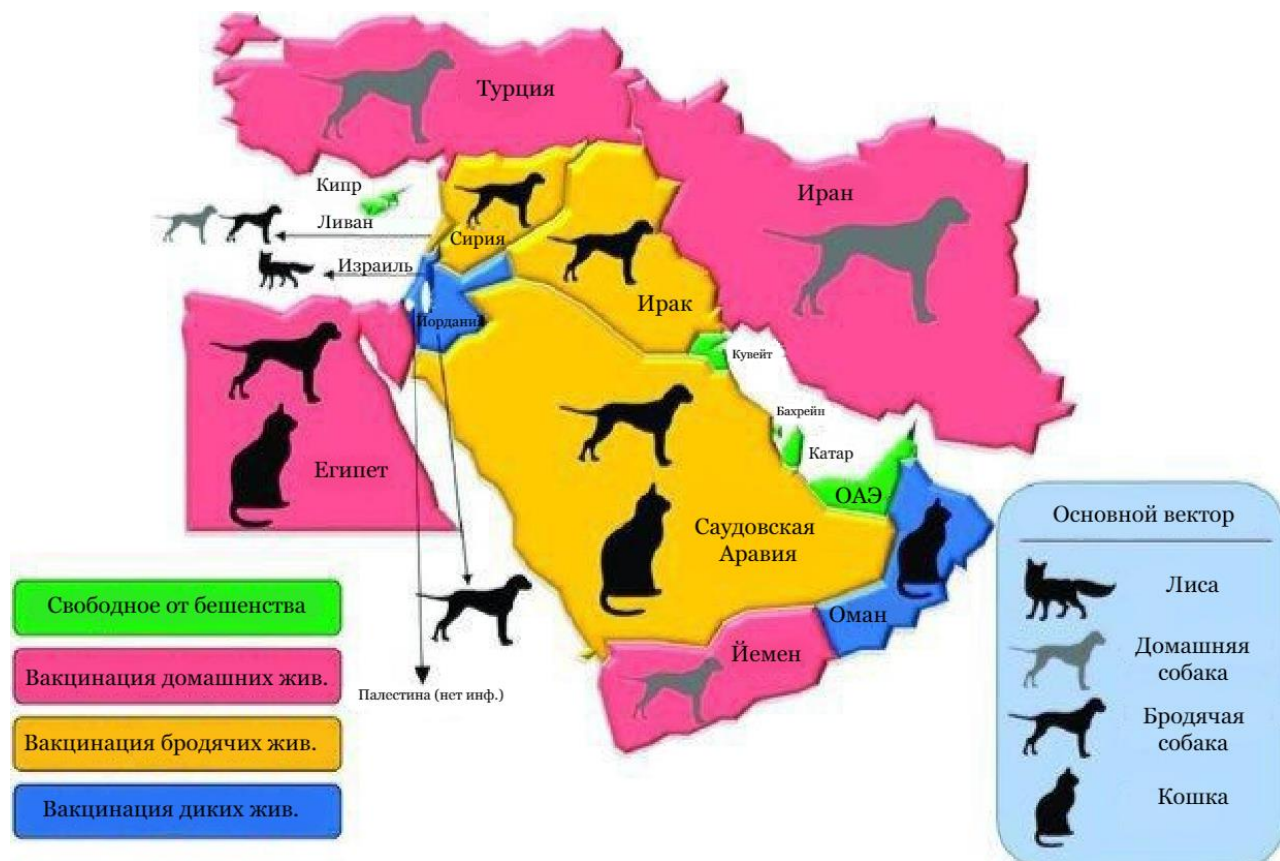 Турция
Кипр
Иран
Ливан
Сирия
Израиль
Ирак
Иордания
Кувейт
Бахрейн
Катар
Египет
ОАЭ
Саудовская
Аравия
Оман
Йемен
Палестина (нет инф.)
Свободное от бешенства
Вакцинация домашних жив.
Вакцинация бродячих жив.
Вакцинация диких жив.
Основной вектор
Лиса
Домашняя
собака
Бродячая
собака
Кошка